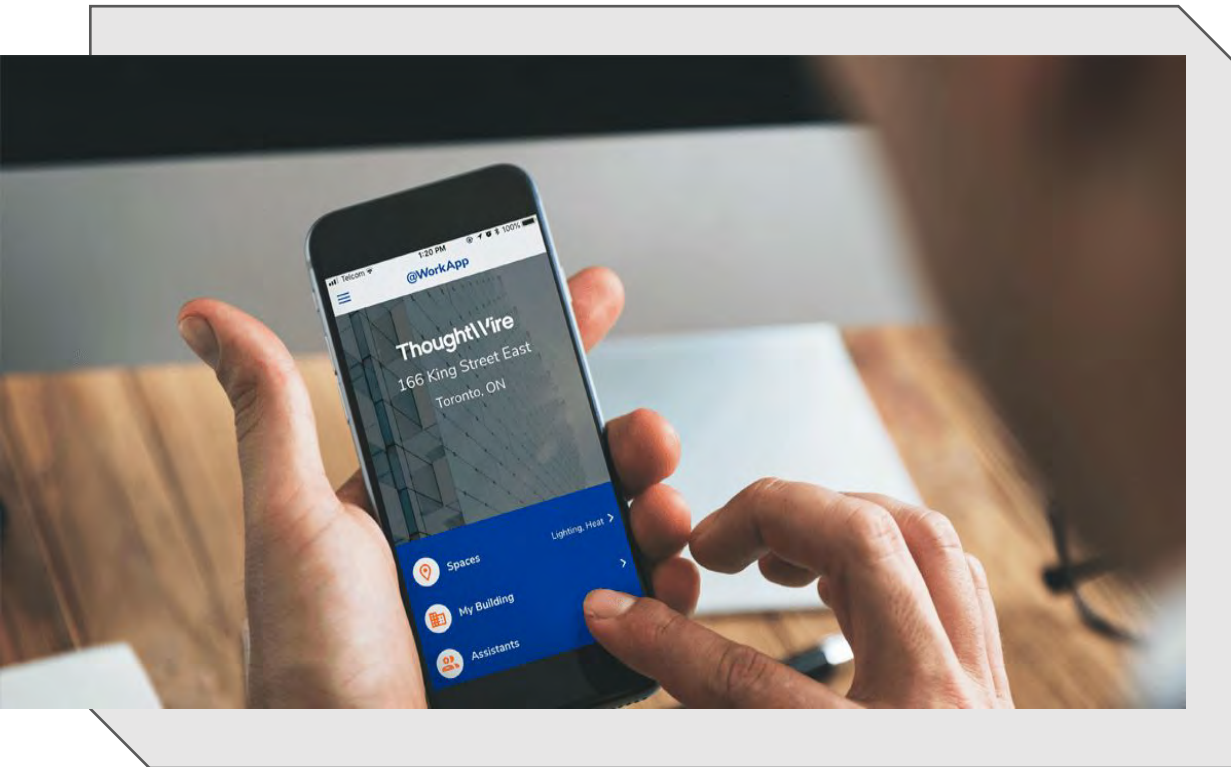 Telcom 1:20 PM 100%
@WorkApp
ThoughtWire
166 King Street East
Toronto, ON
Spaces Lighting, Heat >
My Building >
Assistants